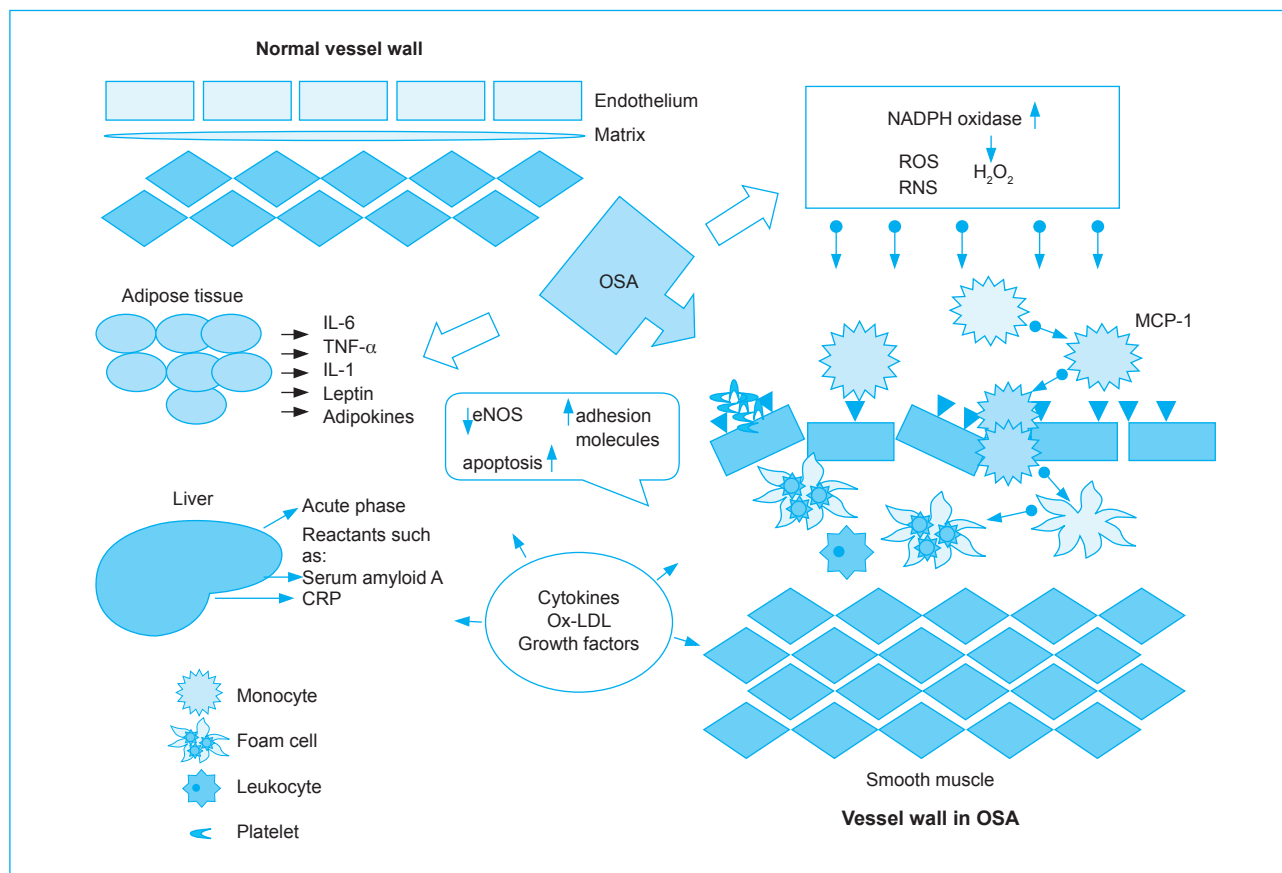 Normal vessel wall
Endothelium
Matrix
NADPH oxidase
ROS
RNS
H₂O₂
OSA
Adipose tissue
IL-6
TNF-α
IL-1
Leptin
Adipokines
MCP-1
eNOS
adhesion
molecules
apoptosis
Liver
Acute phase
Reactants such
as:
Serum amyloid A
CRP
Cytokines
Ox-LDL
Growth factors
Monocyte
Foam cell
Leukocyte
Platelet
Smooth muscle
Vessel wall in OSA